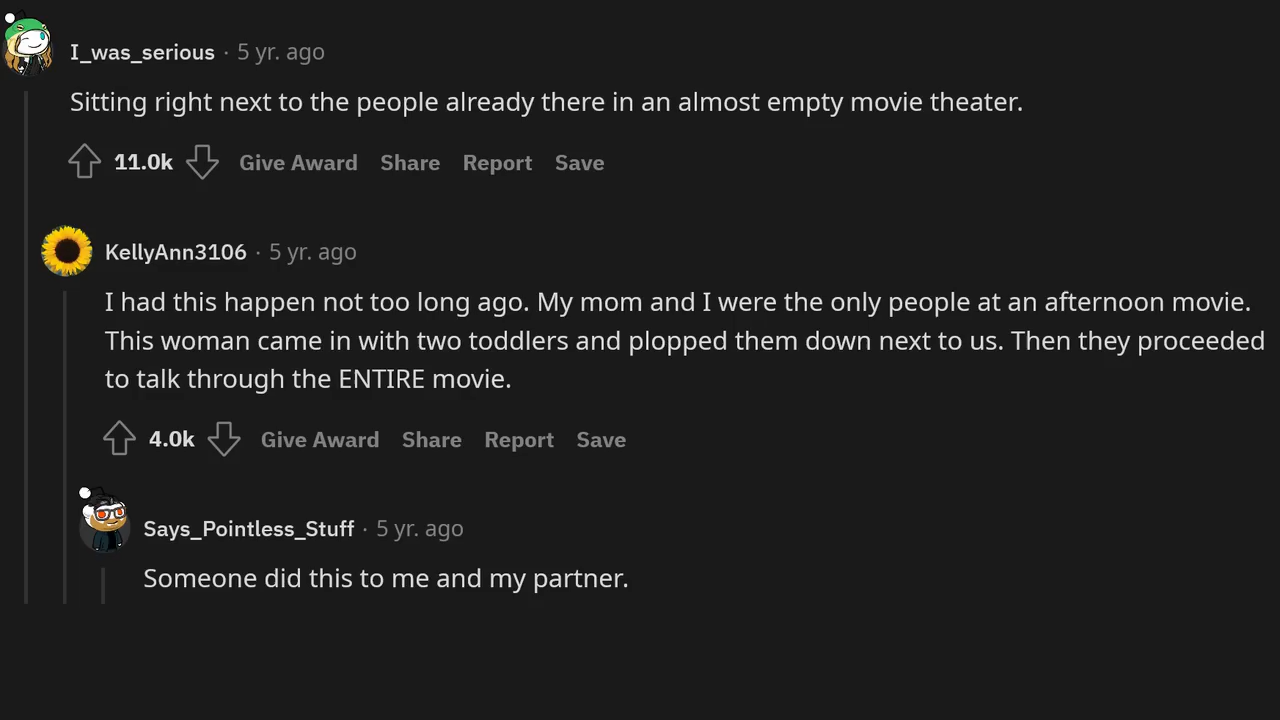 I_was_serious · 5 yr. ago
Sitting right next to the people already there in an almost empty movie theater.
11.0k Give Award Share Report Save
KellyAnn3106 · 5 yr. ago
I had this happen not too long ago. My mom and I were the only people at an afternoon movie.
This woman came in with two toddlers and plopped them down next to us. Then they proceeded
to talk through the ENTIRE movie.
4.0k Give Award Share Report Save
Says_Pointless_Stuff · 5 yr. ago
Someone did this to me and my partner.